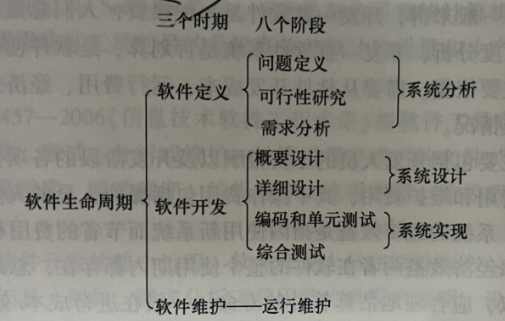 三个时期 八个阶段
问题定义
软件定义 可行性研究 系统分析
需求分析
概要设计
系统设计
详细设计
软件生命周期 软件开发
编码和单元测试
系统实现
综合测试
软件维护——运行维护